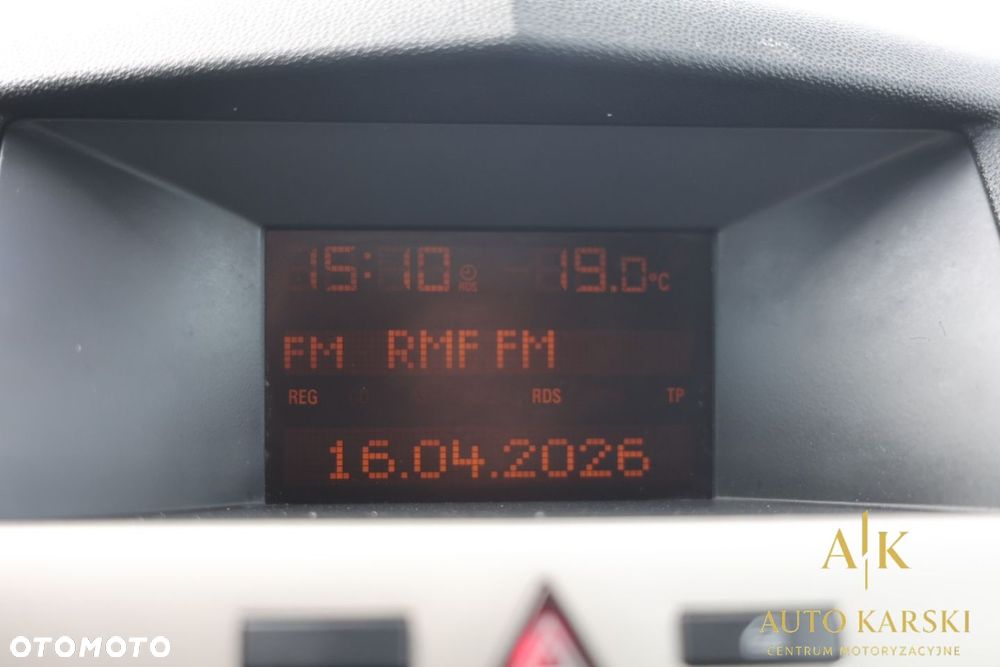 15:10 RDS 19.0°C
FM RMF FM
REG RDS TP
16.04.2026
A K
AUTO KARSKI
CENTRUM MOTORYZACYJNE
OTOMOTO